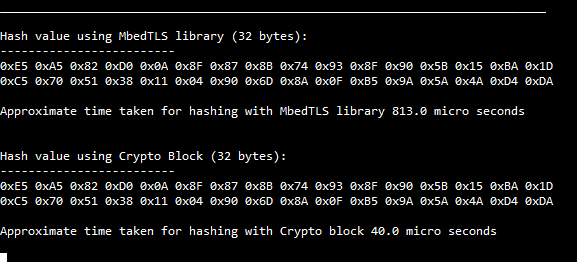 Hash value using MbedTLS library (32 bytes):
--------------------------
0xE5 0xA5 0x82 0xD0 0x0A 0x8F 0x87 0x8B 0x74 0x93 0x8F 0x90 0x5B 0x15 0xBA 0x1D
0xC5 0x70 0x51 0x38 0x11 0x04 0x90 0x6D 0x8A 0x0F 0xB5 0x9A 0x5A 0x4A 0xD4 0xDA
Approximate time taken for hashing with MbedTLS library 813.0 micro seconds
Hash value using Crypto Block (32 bytes):
--------------------------
0xE5 0xA5 0x82 0xD0 0x0A 0x8F 0x87 0x8B 0x74 0x93 0x8F 0x90 0x5B 0x15 0xBA 0x1D
0xC5 0x70 0x51 0x38 0x11 0x04 0x90 0x6D 0x8A 0x0F 0xB5 0x9A 0x5A 0x4A 0xD4 0xDA
Approximate time taken for hashing with Crypto block 40.0 micro seconds